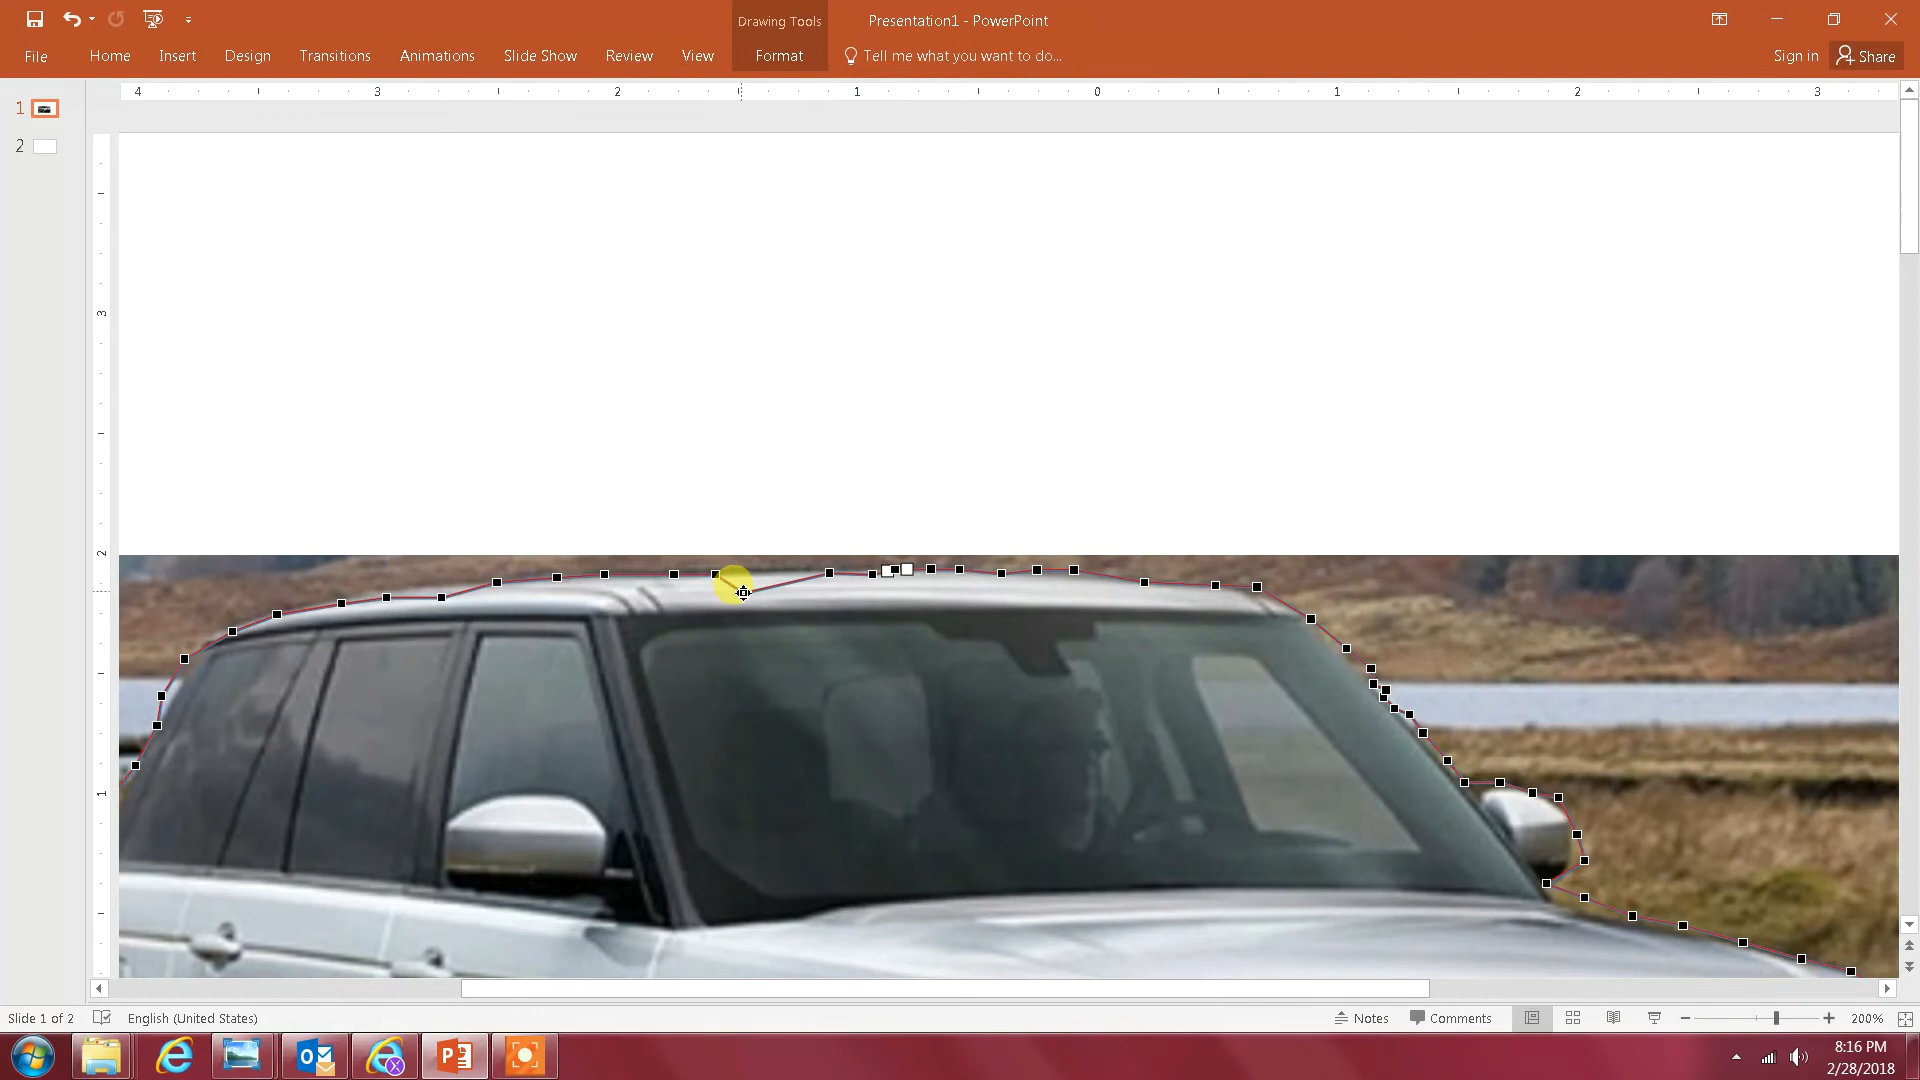 Drawing Tools
Presentation1 - PowerPoint
File Home Insert Design Transitions Animations Slide Show Review View Format Tell me what you want to do... Sign in Share
4 3 2 1 0 1 2 3
1
2
3
2
1
Slide 1 of 2 English (United States) Notes Comments 200%
8:16 PM
2/28/2018